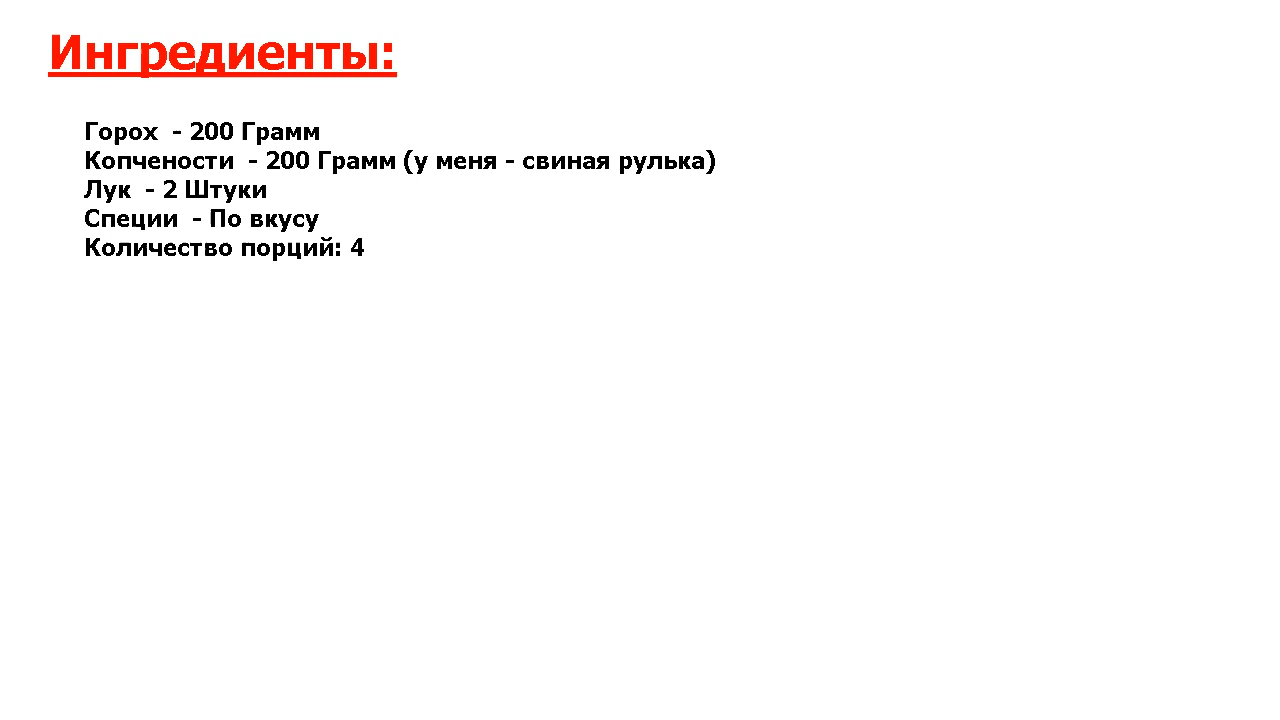 Ингредиенты:
Горох  - 200 Грамм
Копчености  - 200 Грамм (у меня - свиная рулька)
Лук  - 2 Штуки
Специи  - По вкусу
Количество порций: 4